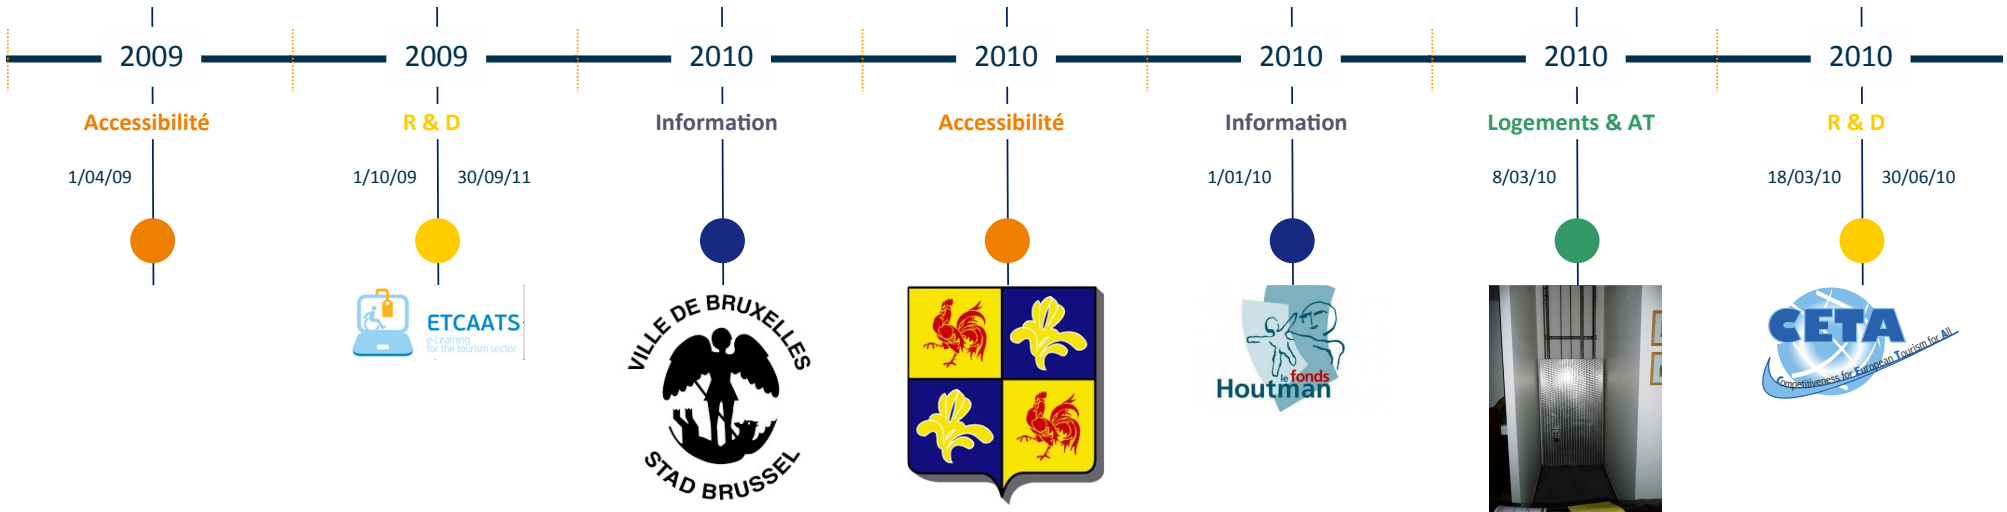 2009
2009
2010
2010
2010
2010
2010
Accessibilité
R & D
Information
Accessibilité
Information
Logements & AT
R & D
1/04/09
1/10/09
30/09/11
1/01/10
8/03/10
18/03/10
30/06/10
ETCAATS
e-Learning
for the tourism sector
VILLE DE BRUXELLES
STAD BRUSSEL
le fonds
Houtman
CETA
Competitiveness for European Tourism for All